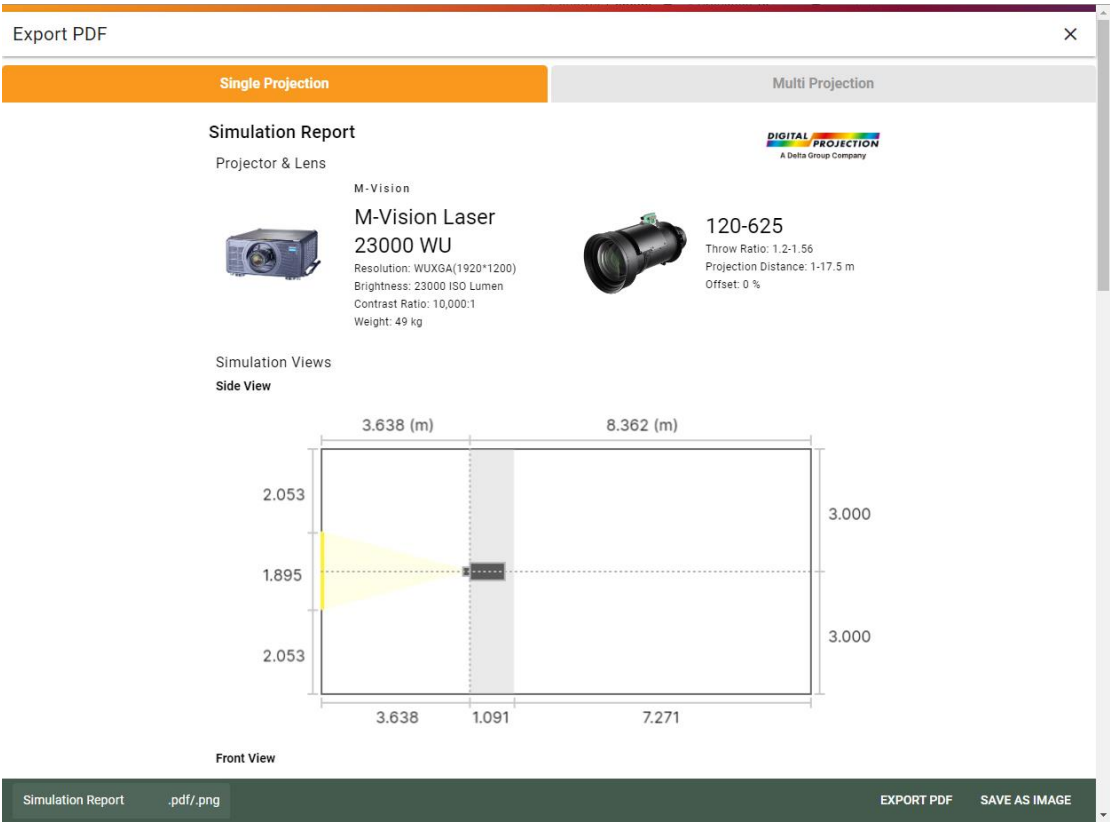 Export PDF
Single Projection
Multi Projection
Simulation Report
DIGITAL
PROJECTION
A Delta Group Company
Projector & Lens
M-Vision
M-Vision Laser
23000 WU
Resolution: WUXGA(1920*1200)
Brightness: 23000 ISO Lumen
Contrast Ratio: 10,000:1
Weight: 49 kg
120-625
Throw Ratio: 1.2-1.56
Projection Distance: 1-17.5 m
Offset: 0 %
Simulation Views
Side View
3.638 (m)
8.362 (m)
2.053
3.000
1.895
3.000
2.053
3.638
1.091
7.271
Front View
Simulation Report
.pdf/.png
EXPORT PDF
SAVE AS IMAGE